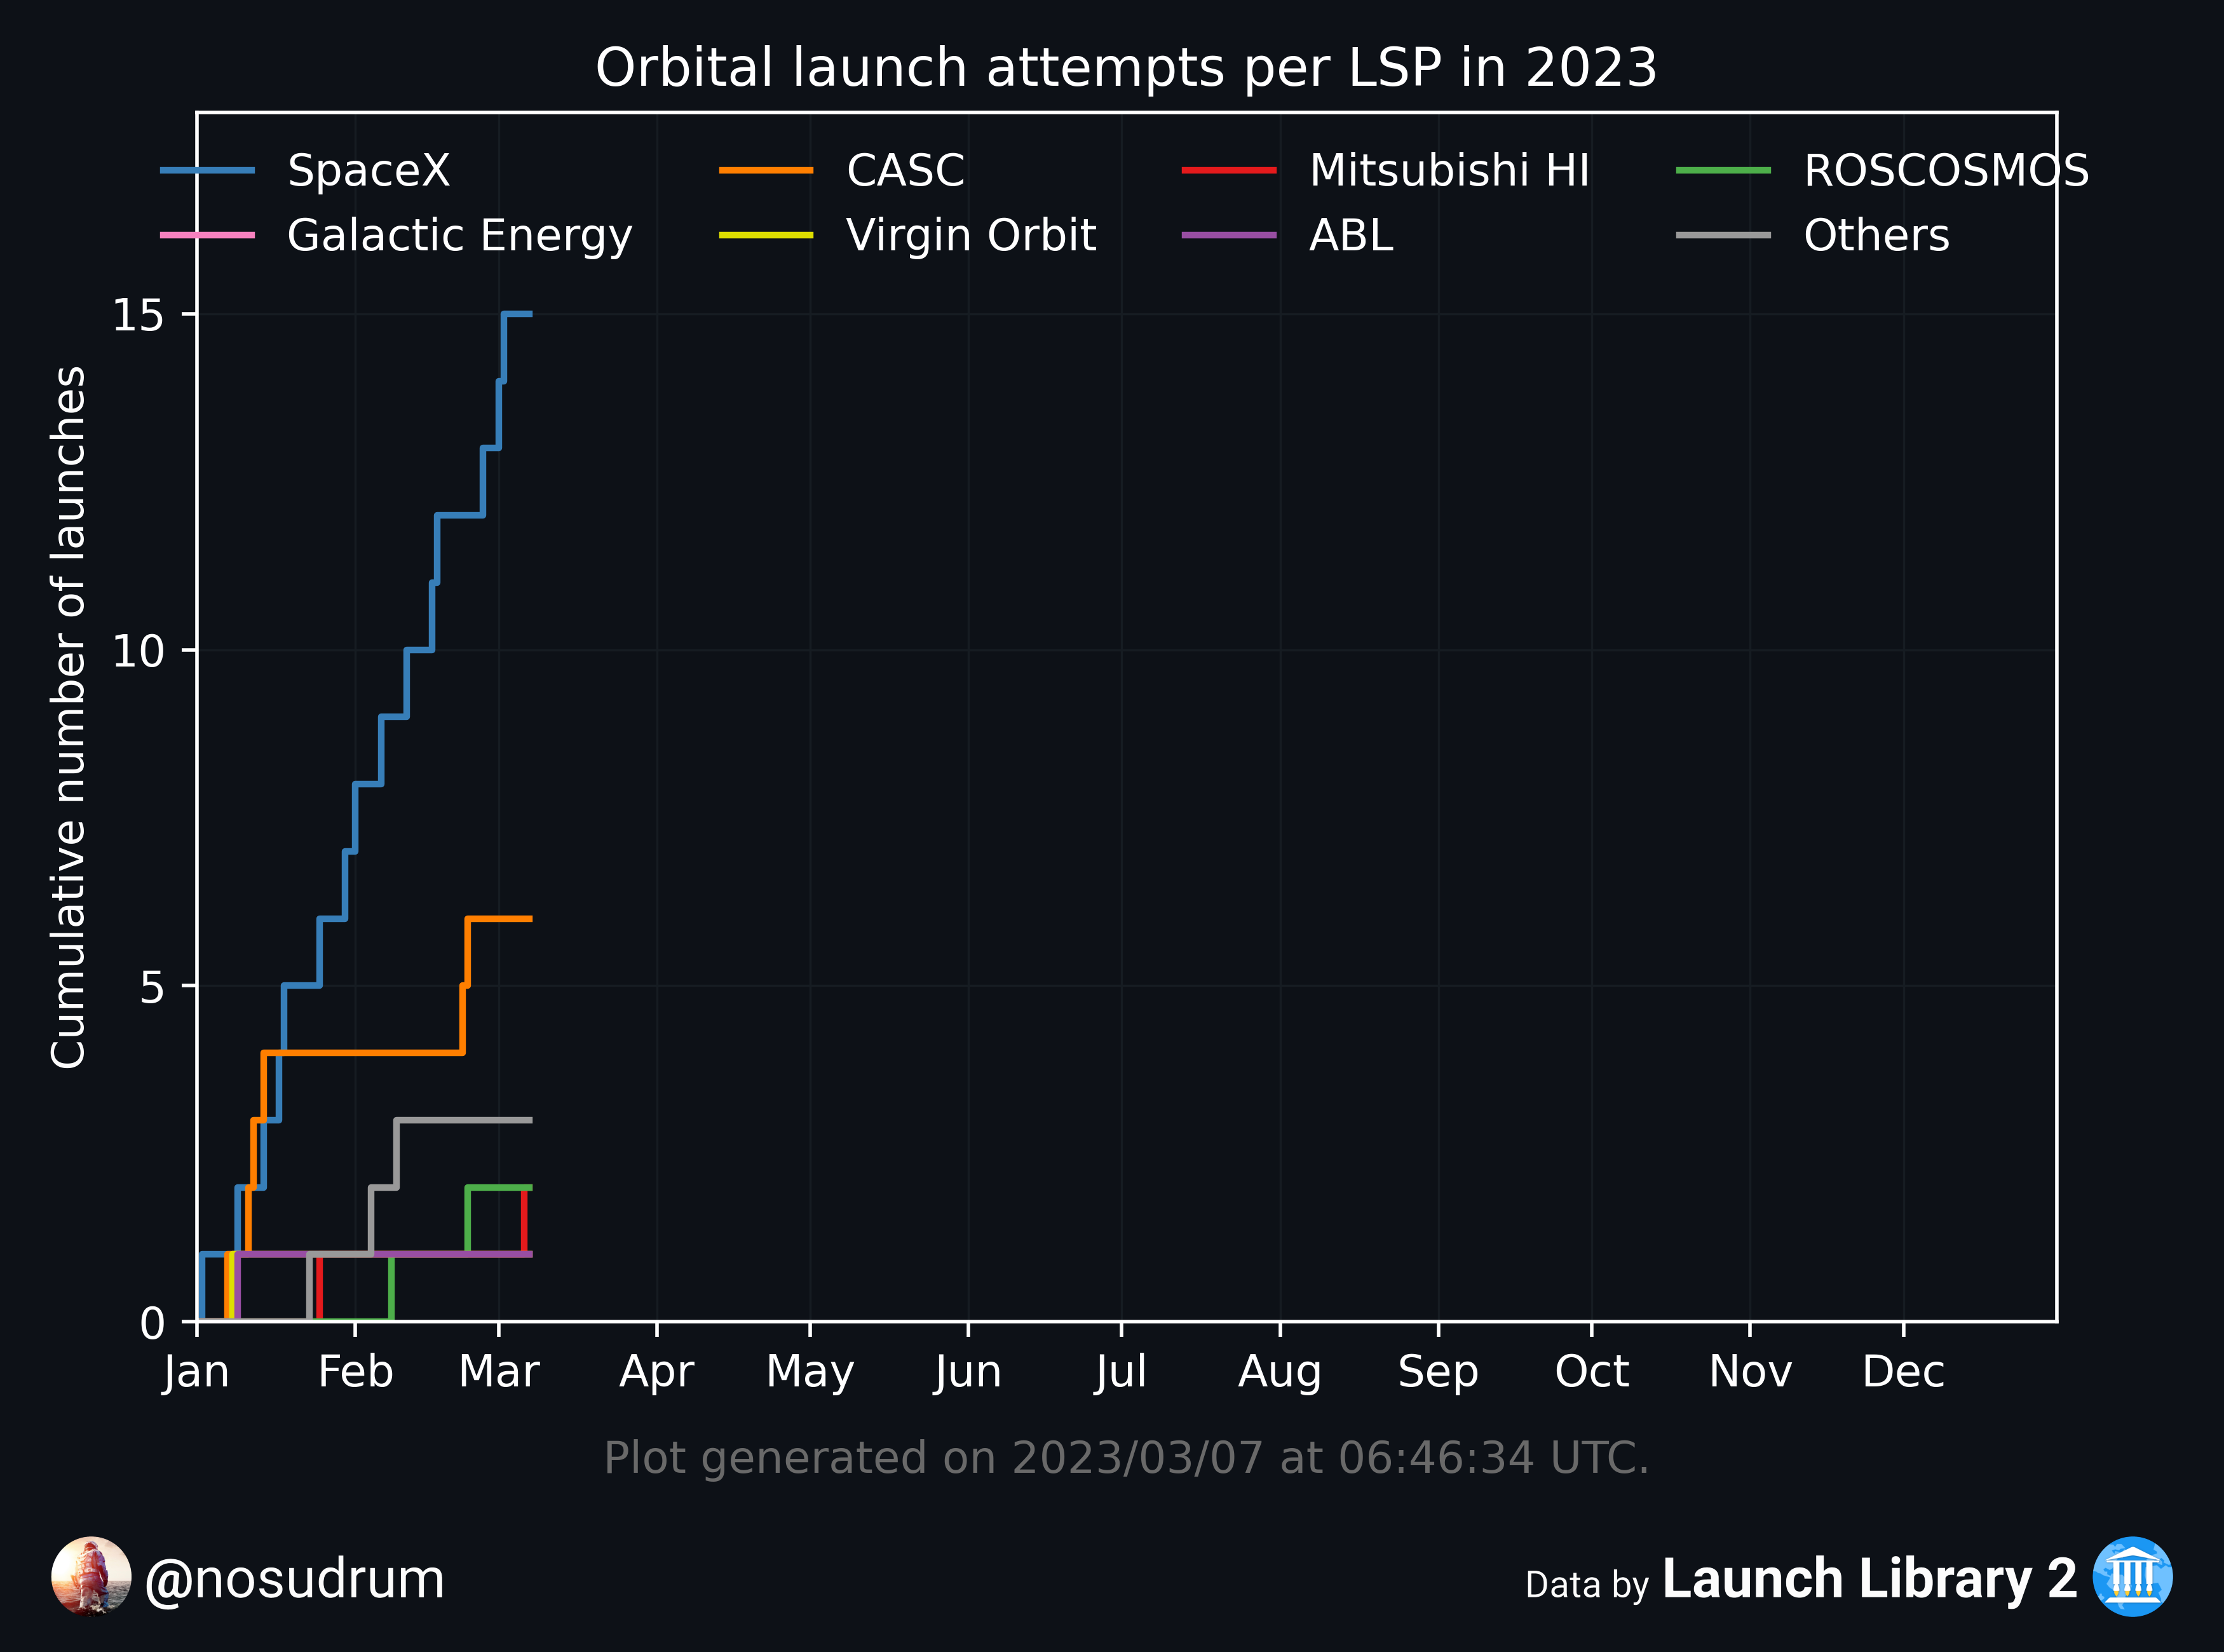 Orbital launch attempts per LSP in 2023
SpaceX CASC Mitsubishi HI ROSCOSMOS
Galactic Energy Virgin Orbit ABL Others
15
10
5
0
Cumulative number of launches
Jan Feb Mar Apr May Jun Jul Aug Sep Oct Nov Dec
Plot generated on 2023/03/07 at 06:46:34 UTC.
@nosudrum
Data by Launch Library 2